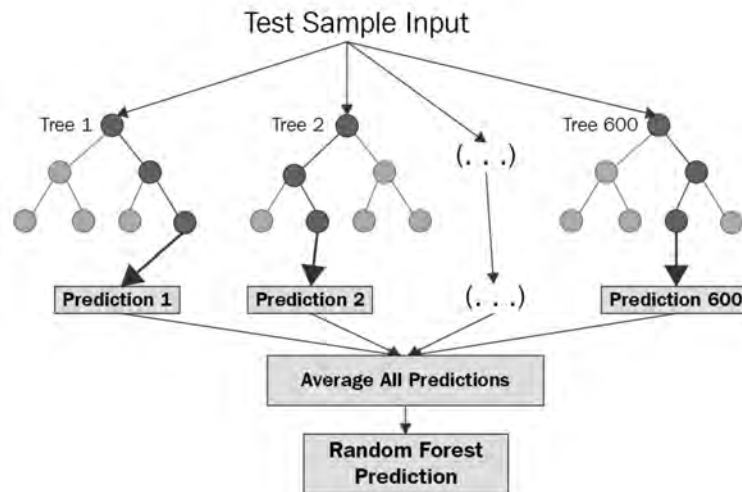 Test Sample Input
Tree 1
Tree 2
(. . .)
Tree 600
Prediction 1
Prediction 2
(. . .)
Prediction 600
Average All Predictions
Random Forest
Prediction